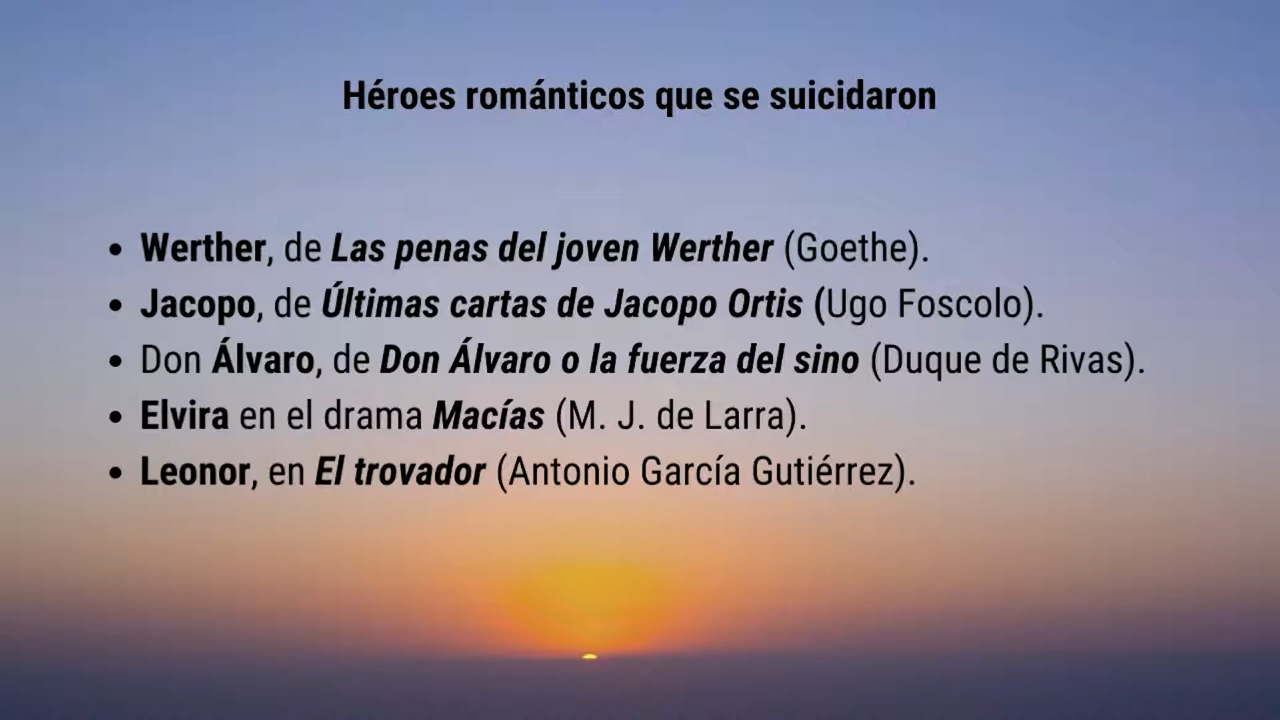 Héroes románticos que se suicidaron
• Werther, de Las penas del joven Werther (Goethe).
• Jacopo, de Últimas cartas de Jacopo Ortis (Ugo Foscolo).
• Don Álvaro, de Don Álvaro o la fuerza del sino (Duque de Rivas).
• Elvira en el drama Macías (M. J. de Larra).
• Leonor, en El trovador (Antonio García Gutiérrez).